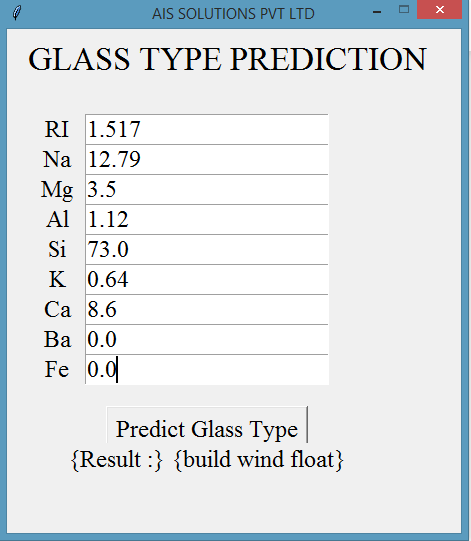 AIS SOLUTIONS PVT LTD
GLASS TYPE PREDICTION
RI 1.517
Na 12.79
Mg 3.5
Al 1.12
Si 73.0
K 0.64
Ca 8.6
Ba 0.0
Fe 0.0
Predict Glass Type
{Result :} {build wind float}